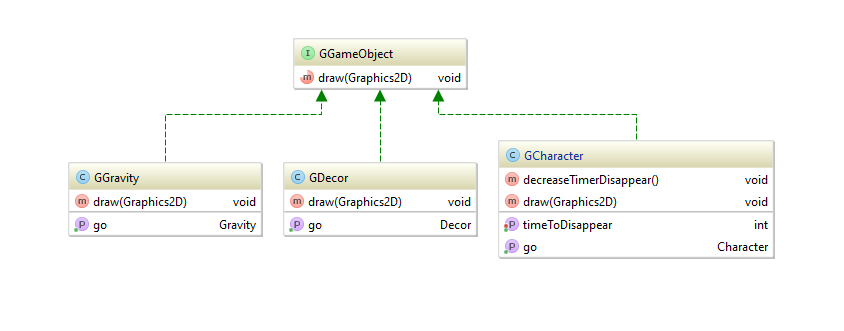 I GGameObject
m draw(Graphics2D) void
C GGravity
m draw(Graphics2D) void
P go Gravity
C GDecor
m draw(Graphics2D) void
P go Decor
C GCharacter
m decreaseTimerDisappear() void
m draw(Graphics2D) void
P timeToDisappear int
P go Character